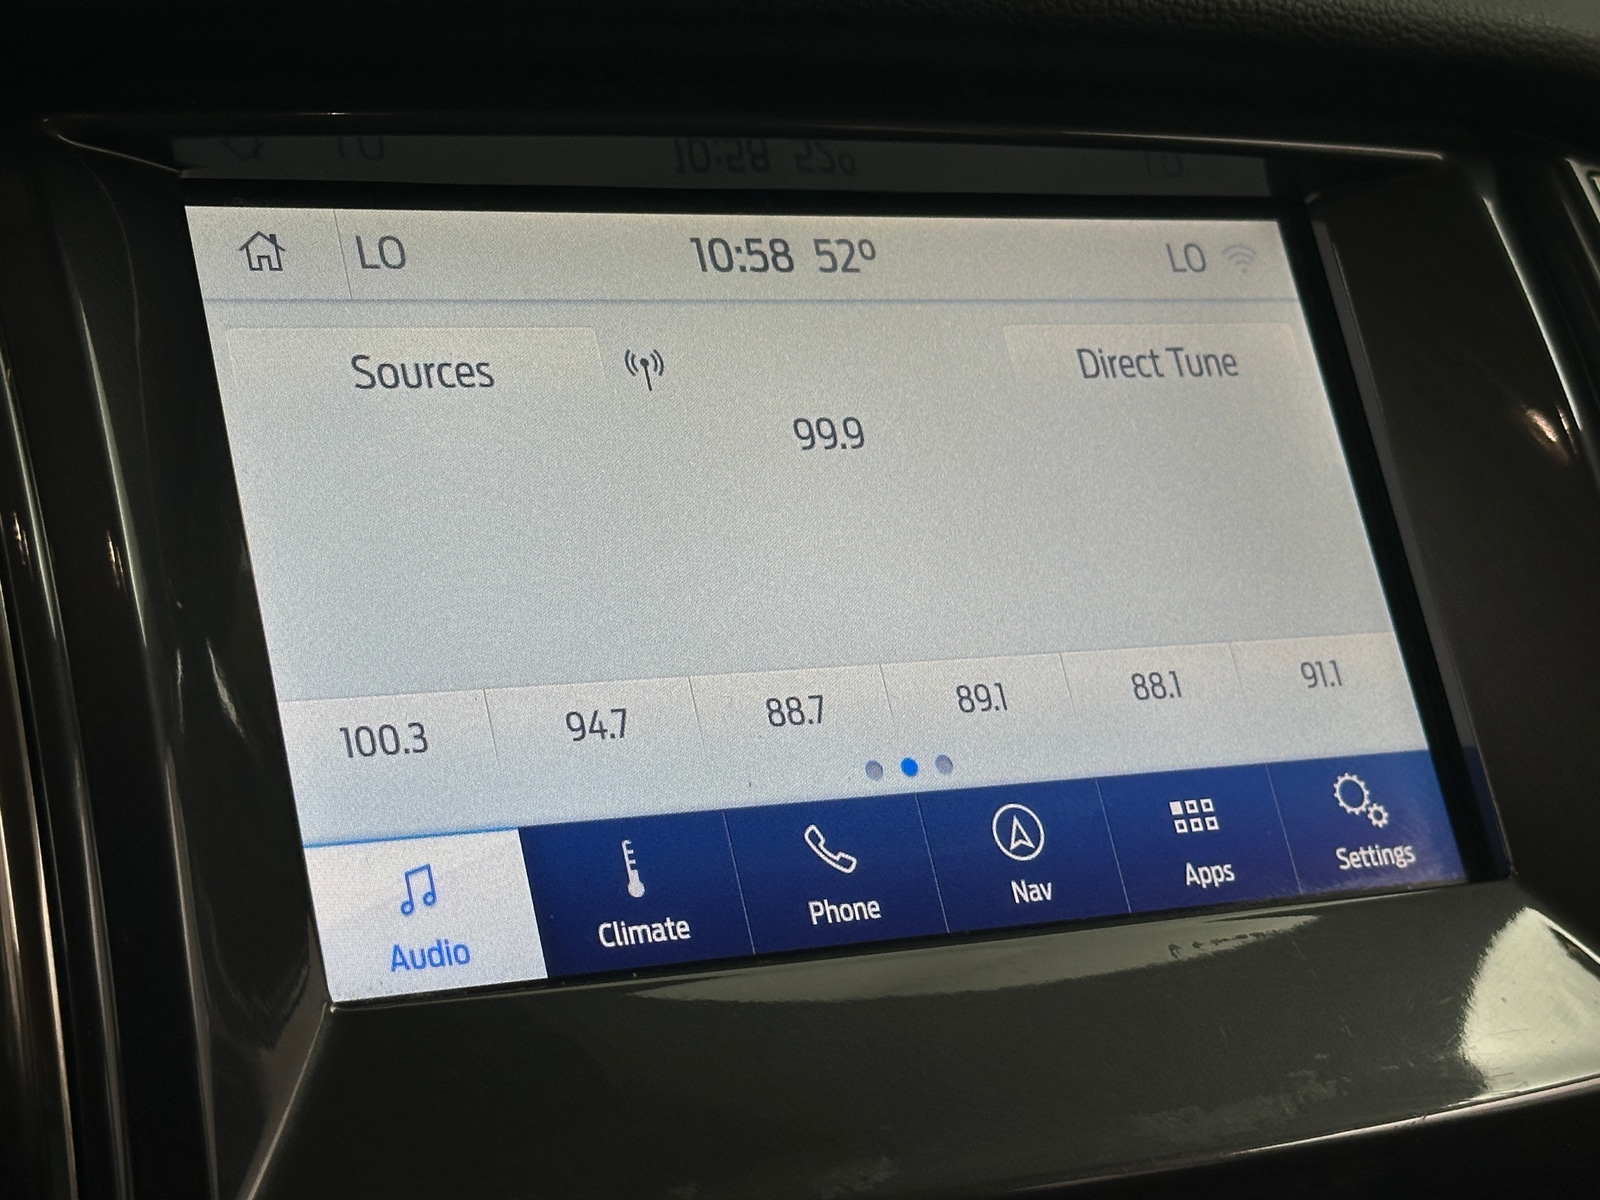 LO 10:58 52º LO
Sources Direct Tune
99.9
100.3 94.7 88.7 89.1 88.1 91.1
Audio Climate Phone Nav Apps Settings